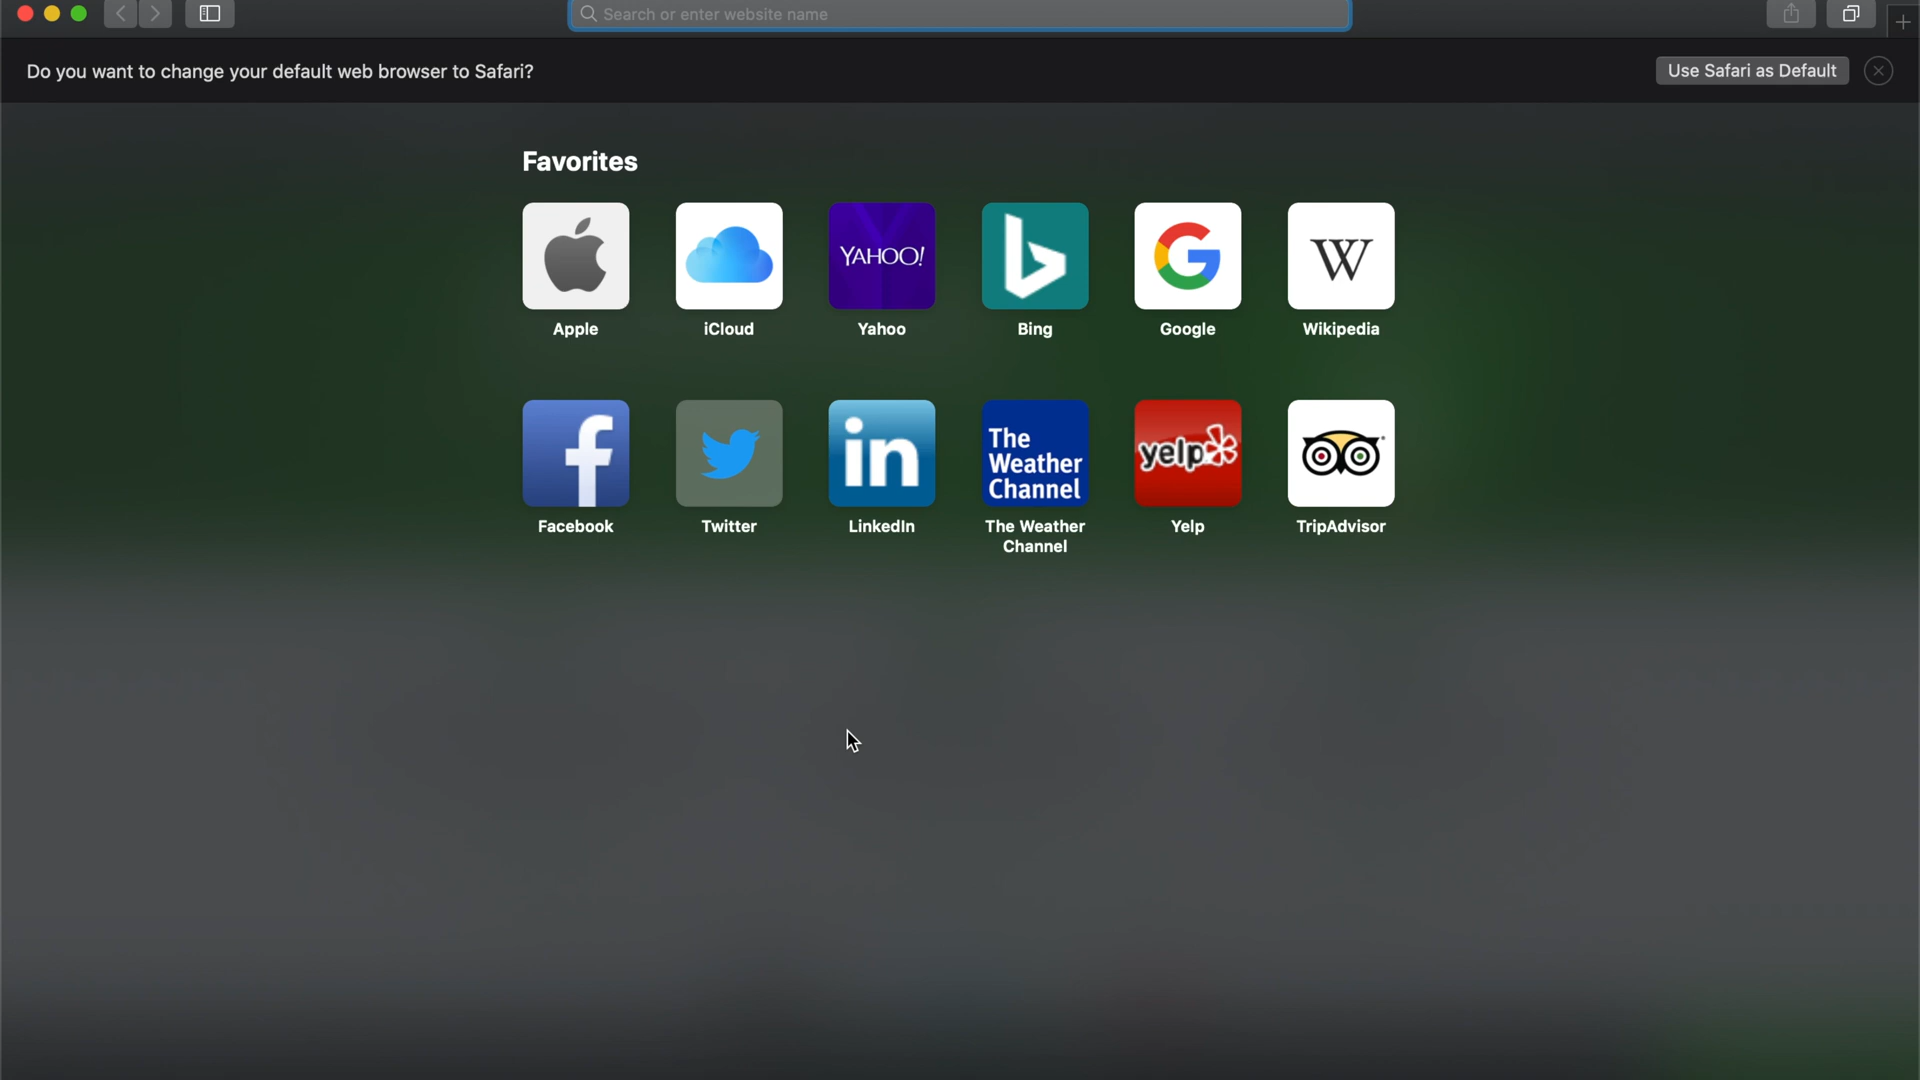 Search or enter website name
Do you want to change your default web browser to Safari?
Use Safari as Default
Favorites
YAHOO!
G
W
Apple
iCloud
Yahoo
Bing
Google
Wikipedia
f
in
The
Weather
Channel
yelp
Facebook
Twitter
LinkedIn
The Weather
Channel
Yelp
TripAdvisor